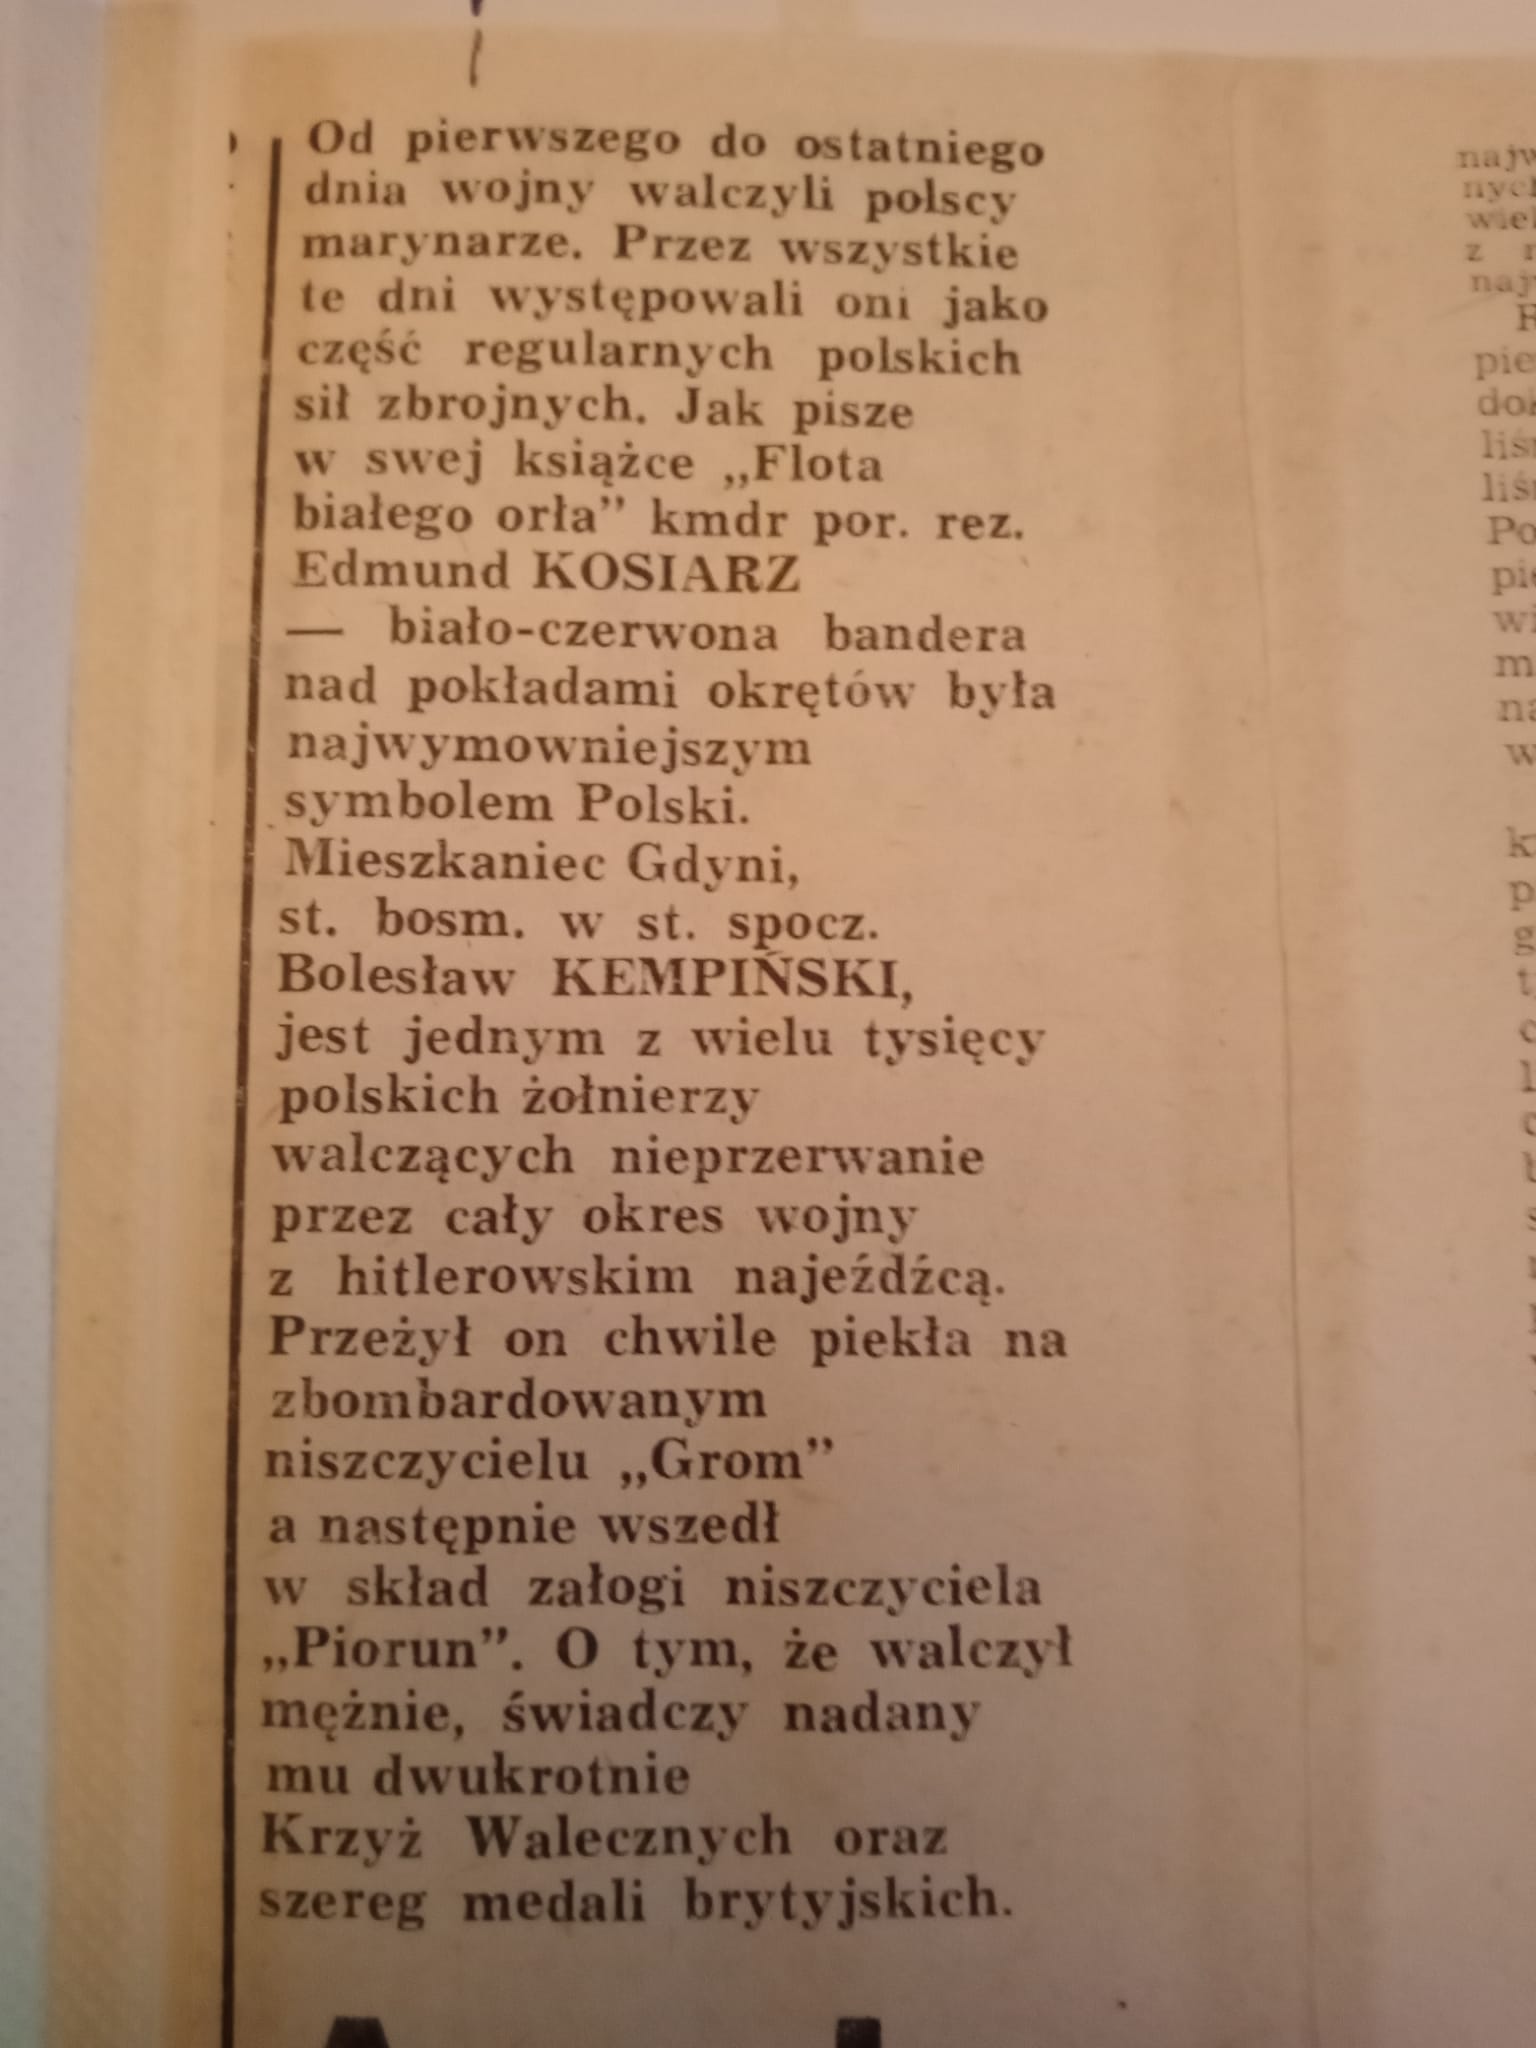 Od pierwszego do ostatniego
dnia wojny walczyli polscy
marynarze. Przez wszystkie
te dni występowali oni jako
część regularnych polskich
sił zbrojnych. Jak pisze
w swej książce „Flota
białego orła” kmdr por. rez.
Edmund KOSIARZ
— biało-czerwona bandera
nad pokładami okrętów była
najwymowniejszym
symbolem Polski.
Mieszkaniec Gdyni,
st. bosm. w st. spocz.
Bolesław KEMPIŃSKI,
jest jednym z wielu tysięcy
polskich żołnierzy
walczących nieprzerwanie
przez cały okres wojny
z hitlerowskim najeźdźcą.
Przeżył on chwile piekła na
zbombardowanym
niszczycielu „Grom”
a następnie wszedł
w skład załogi niszczyciela
„Piorun”. O tym, że walczył
mężnie, świadczy nadany
mu dwukrotnie
Krzyż Walecznych oraz
szereg medali brytyjskich.